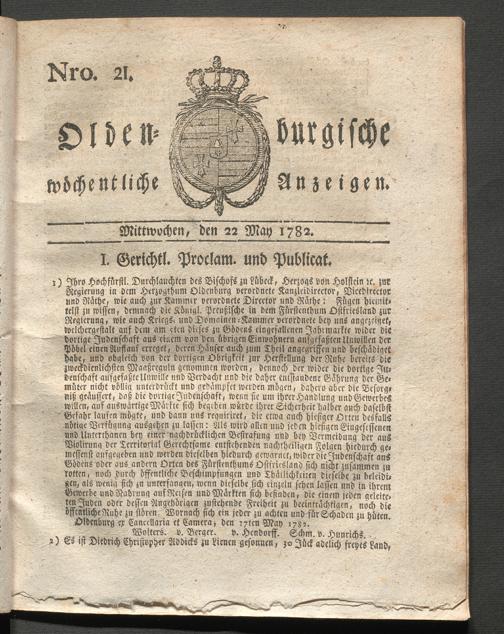 Nro. 21.
Olden= burgische
wöchentliche Anzeigen.
Mittwochen, den 22 May 1782.
I. Gerichtl. Proclam. und Publicat.
1) Ihro Hochfürstl. Durchlauchten des Bischofs zu Lübeck, Herzogs von Holstein ꝛc. zur
Regierung in dem Herzogthum Oldenburg verordnete Kanzleidirector, Vicedirector
und Räthe, wie auch zur Kammer verordnete Director und Räthe: Fügen hiemit-
telst zu wissen, demnach die Königl. Preußische in dem Fürstenthum Ostfriesland zur
Regierung, wie auch Kriegs- und Domainen-Kammer verordnete bey uns angezeiget,
welchergestalt auf dem am 2ten dieses zu Gödens eingefallenen Jahrmarkte wider die
dortige Judenschaft aus einem von den übrigen Einwohnern aufgefaßten Unwillen der
Pöbel einen Auflauf erreget, deren Häuser auch zum Theil angegriffen und beschädiget
habe, und obgleich von der dortigen Obrigkeit zur Herstellung der Ruhe bereits die
zweckdienlichsten Maaßreguln genommen worden, dennoch der wider die dortige Ju-
denschaft aufgefaßte Unwille und Verdacht und die daher entstandene Gährung der Ge-
müter nicht völlig unterdrückt und gedämpfet werden mögen, dahero aber die Besorg-
niß geäussert, daß die dortige Judenschaft, wenn sie um ihrer Handlung und Gewerbes
willen, auf auswärtige Märkte sich begeben würde ihrer Sicherheit halber auch daselbst
Gefahr laufen mögte, und dann uns requiriret, die etwa auch hiesiger Orten desfalls
nöthige Verfügung ausgehen zu lassen: Als wird allen und jeden hiesigen Eingesessenen
und Unterthanen bey einer nachdrücklichen Bestrafung und bey Vermeidung der aus
Violirung der Territorial Gerechtsame entstehenden nachtheiligen Folgen hiedurch ge-
messenst aufgegeben und werden dieselben hiedurch gewarnet, wider die Judenschaft aus
Gödens oder aus andern Orten des Fürstenthums Ostfriesland sich nicht zusammen zu
rotten, noch durch öffentliche Beschimpfungen und Thätlichkeiten dieselbe zu beleidi-
gen, als wenig sich zu unterfangen, wenn dieselbe sich einzeln sehen lassen und in ihrem
Gewerbe und Nahrung auf Reisen und Märkten sich befinden, die einem jeden geleite-
ten Juden oder dessen Angehörigen zustehende Freiheit zu beeinträchtigen, noch die
öffentliche Ruhe zu stören. Wornach sich ein jeder zu achten und für Schaden zu hüten.
Oldenburg ex Cancellaria et Camera, den 17ten May 1782.
Wolters. v. Berger. v. Hendorff. Schm. v. Hunrichs.
2) Es ist Diedrich Christopher Addicks zu Lienen gesonnen, 30 Jück adelich freyes Land,